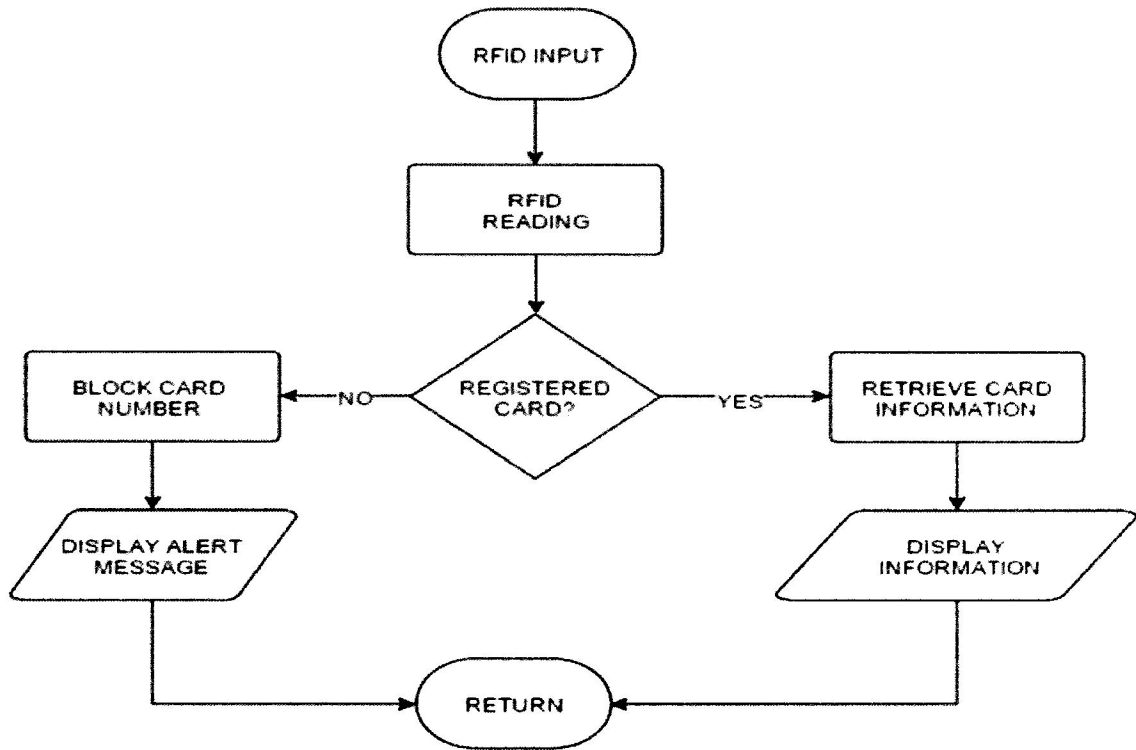 RFID INPUT
RFID
READING
REGISTERED
CARD?
NO
YES
BLOCK CARD
NUMBER
RETRIEVE CARD
INFORMATION
DISPLAY ALERT
MESSAGE
DISPLAY
INFORMATION
RETURN